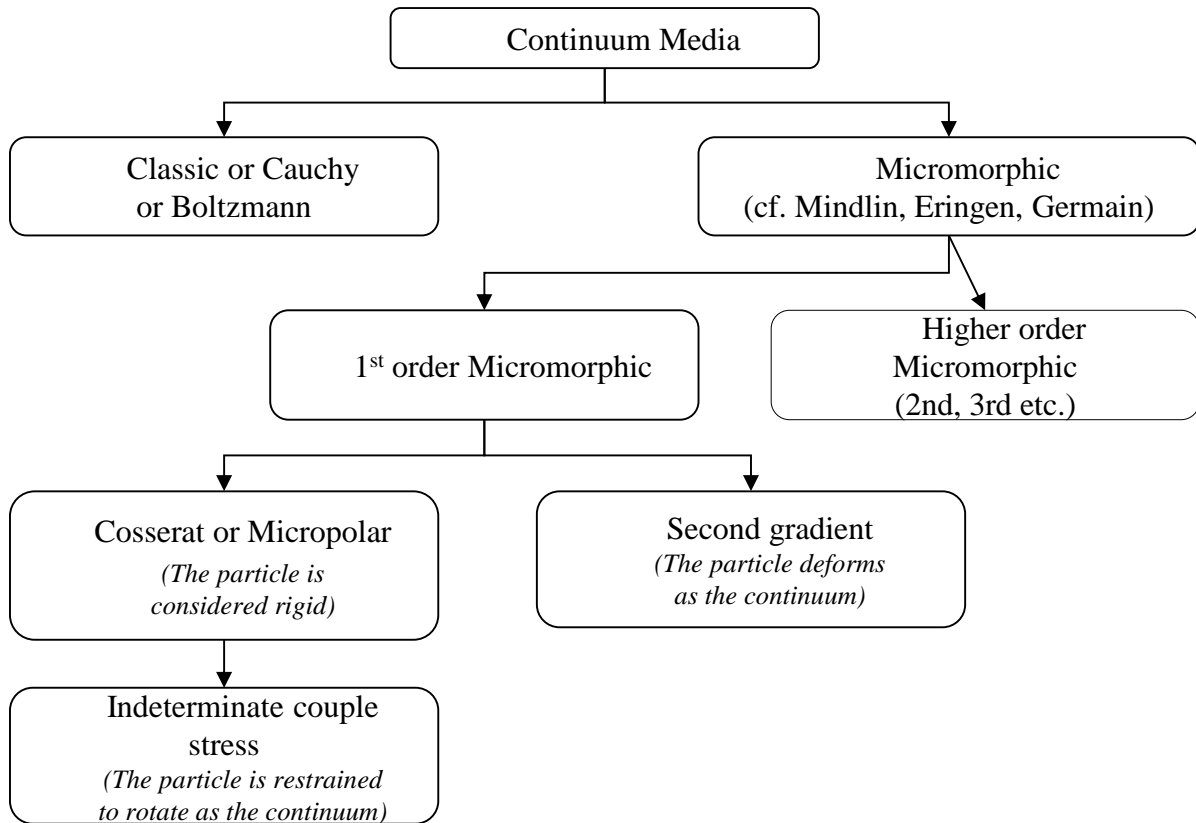 Continuum Media
Classic or Cauchy
or Boltzmann
Micromorphic
(cf. Mindlin, Eringen, Germain)
1st order Micromorphic
Higher order
Micromorphic
(2nd, 3rd etc.)
Cosserat or Micropolar
(The particle is
considered rigid)
Second gradient
(The particle deforms
as the continuum)
Indeterminate couple
stress
(The particle is restrained
to rotate as the continuum)